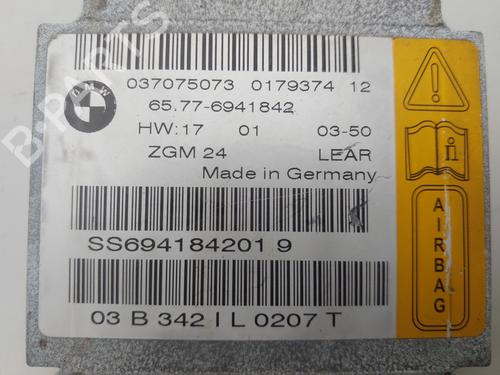 BMW
037075073 0179374 12
65.77-6941842
HW:17 01 03-50
ZGM 24 LEAR
Made in Germany
SS694184201 9
03 B 342 I L 0207 T
AIRBAG
B-PARTS